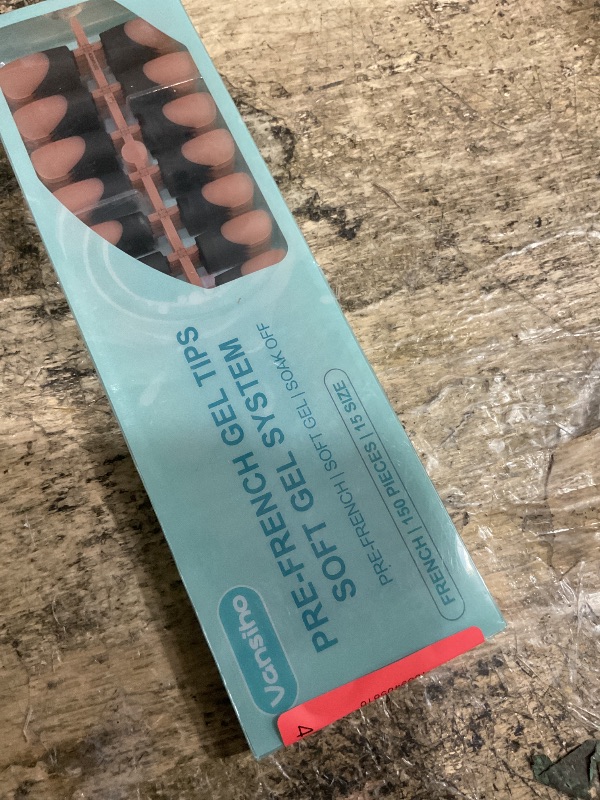 Vansiho
PRE-FRENCH GEL TIPS
SOFT GEL SYSTEM
PRE-FRENCH | SOFT GEL | SOAK OFF
FRENCH | 150 PIECES | 15 SIZE
4